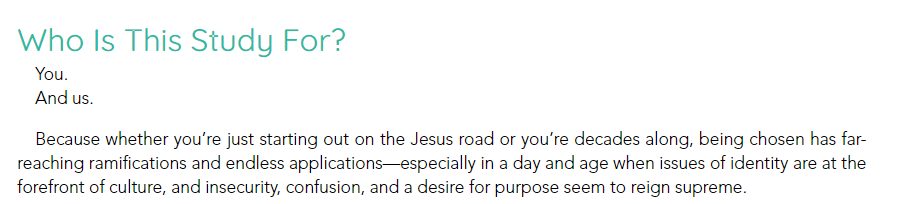 Who Is This Study For?
You.
And us.
Because whether you’re just starting out on the Jesus road or you’re decades along, being chosen has far-
reaching ramifications and endless applications—especially in a day and age when issues of identity are at the
forefront of culture, and insecurity, confusion, and a desire for purpose seem to reign supreme.